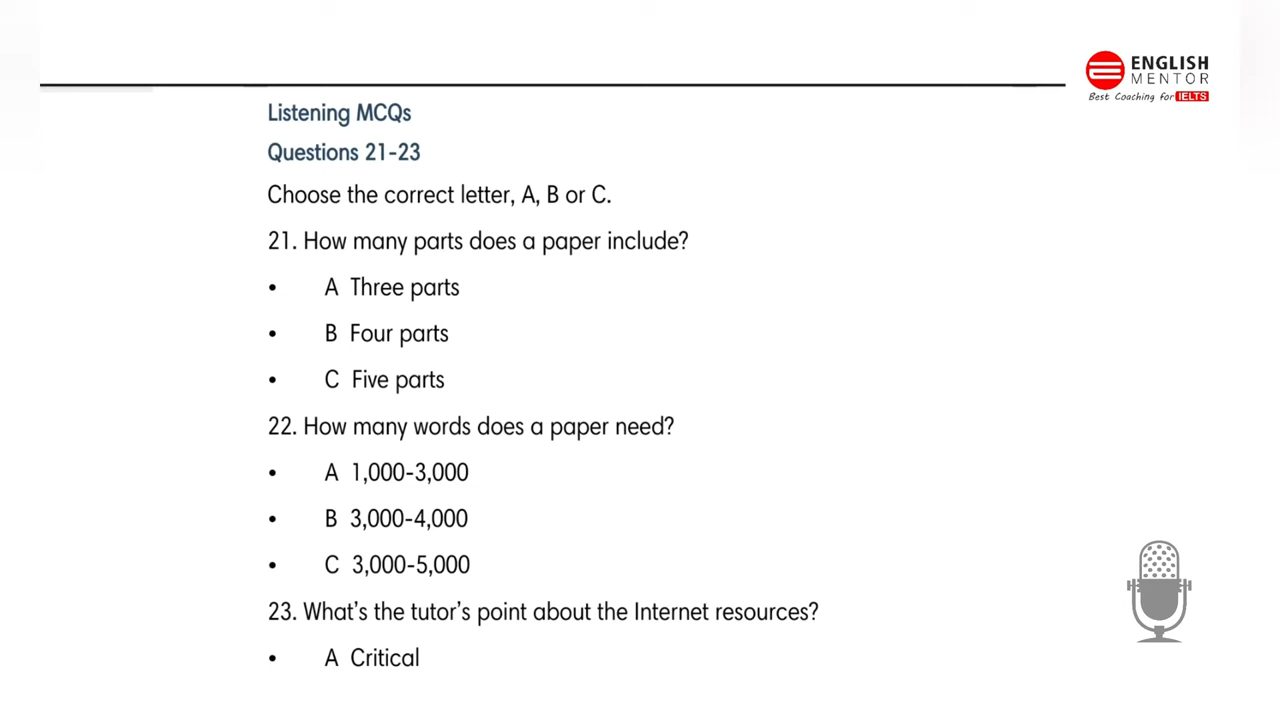 ENGLISH
MENTOR
Best Coaching for IELTS
Listening MCQs
Questions 21-23
Choose the correct letter, A, B or C.
21. How many parts does a paper include?
• A Three parts
• B Four parts
• C Five parts
22. How many words does a paper need?
• A 1,000-3,000
• B 3,000-4,000
• C 3,000-5,000
23. What's the tutor's point about the Internet resources?
• A Critical